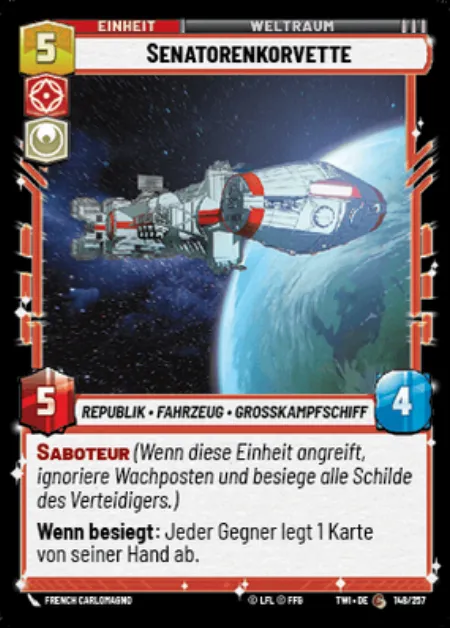 EINHEIT WELTRAUM
5 SENATORENKORVETTE
5 REPUBLIK • FAHRZEUG • GROSSKAMPFSCHIFF 4
SABOTEUR (Wenn diese Einheit angreift,
ignoriere Wachposten und besiege alle Schilde
des Verteidigers.)
Wenn besiegt: Jeder Gegner legt 1 Karte
von seiner Hand ab.
FRENCH CARLOMAGNO © LFL © FFG TWI • DE C 148/257